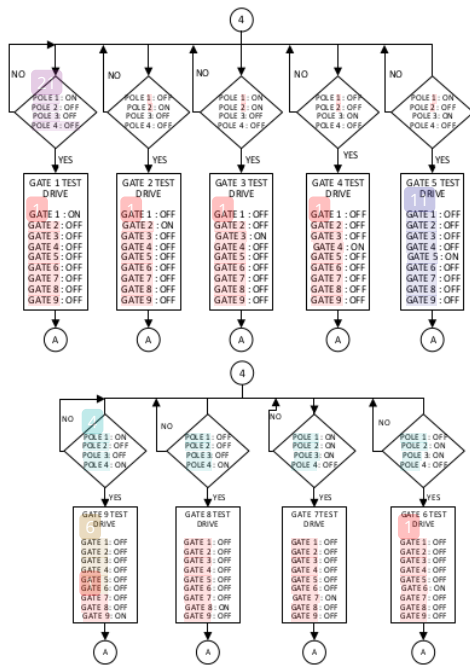 4
NO
NO
NO
NO
NO
21
POLE 1 : ON
POLE 2 : OFF
POLE 3 : OFF
POLE 4 : OFF
POLE 1 : OFF
POLE 2 : ON
POLE 3 : OFF
POLE 4 : OFF
POLE 1 : ON
POLE 2 : ON
POLE 3 : OFF
POLE 4 : OFF
POLE 1 : OFF
POLE 2 : OFF
POLE 3 : ON
POLE 4 : OFF
POLE 1 : ON
POLE 2 : OFF
POLE 3 : ON
POLE 4 : OFF
YES
YES
YES
YES
YES
GATE 1 TEST
DRIVE
1
GATE 1 : ON
GATE 2 : OFF
GATE 3 : OFF
GATE 4 : OFF
GATE 5 : OFF
GATE 6 : OFF
GATE 7 : OFF
GATE 8 : OFF
GATE 9 : OFF
GATE 2 TEST
DRIVE
1
GATE 1 : OFF
GATE 2 : ON
GATE 3 : OFF
GATE 4 : OFF
GATE 5 : OFF
GATE 6 : OFF
GATE 7 : OFF
GATE 8 : OFF
GATE 9 : OFF
GATE 3 TEST
DRIVE
1
GATE 1 : OFF
GATE 2 : OFF
GATE 3 : ON
GATE 4 : OFF
GATE 5 : OFF
GATE 6 : OFF
GATE 7 : OFF
GATE 8 : OFF
GATE 9 : OFF
GATE 4 TEST
DRIVE
1
GATE 1 : OFF
GATE 2 : OFF
GATE 3 : OFF
GATE 4 : ON
GATE 5 : OFF
GATE 6 : OFF
GATE 7 : OFF
GATE 8 : OFF
GATE 9 : OFF
GATE 5 TEST
DRIVE
11
GATE 1 : OFF
GATE 2 : OFF
GATE 3 : OFF
GATE 4 : OFF
GATE 5 : ON
GATE 6 : OFF
GATE 7 : OFF
GATE 8 : OFF
GATE 9 : OFF
A
A
A
A
A
4
NO
NO
NO
NO
4
POLE 1 : ON
POLE 2 : OFF
POLE 3 : OFF
POLE 4 : ON
POLE 1 : OFF
POLE 2 : OFF
POLE 3 : OFF
POLE 4 : ON
POLE 1 : ON
POLE 2 : ON
POLE 3 : ON
POLE 4 : OFF
POLE 1 : OFF
POLE 2 : ON
POLE 3 : ON
POLE 4 : OFF
YES
YES
YES
YES
GATE 9 TEST
DRIVE
6
GATE 1 : OFF
GATE 2 : OFF
GATE 3 : OFF
GATE 4 : OFF
GATE 5 : OFF
GATE 6 : OFF
GATE 7 : OFF
GATE 8 : OFF
GATE 9 : ON
GATE 8 TEST
DRIVE
GATE 1 : OFF
GATE 2 : OFF
GATE 3 : OFF
GATE 4 : OFF
GATE 5 : OFF
GATE 6 : OFF
GATE 7 : OFF
GATE 8 : ON
GATE 9 : OFF
GATE 7 TEST
DRIVE
GATE 1 : OFF
GATE 2 : OFF
GATE 3 : OFF
GATE 4 : OFF
GATE 5 : OFF
GATE 6 : OFF
GATE 7 : ON
GATE 8 : OFF
GATE 9 : OFF
GATE 6 TEST
DRIVE
1
GATE 1 : OFF
GATE 2 : OFF
GATE 3 : OFF
GATE 4 : OFF
GATE 5 : OFF
GATE 6 : ON
GATE 7 : OFF
GATE 8 : OFF
GATE 9 : OFF
A
A
A
A